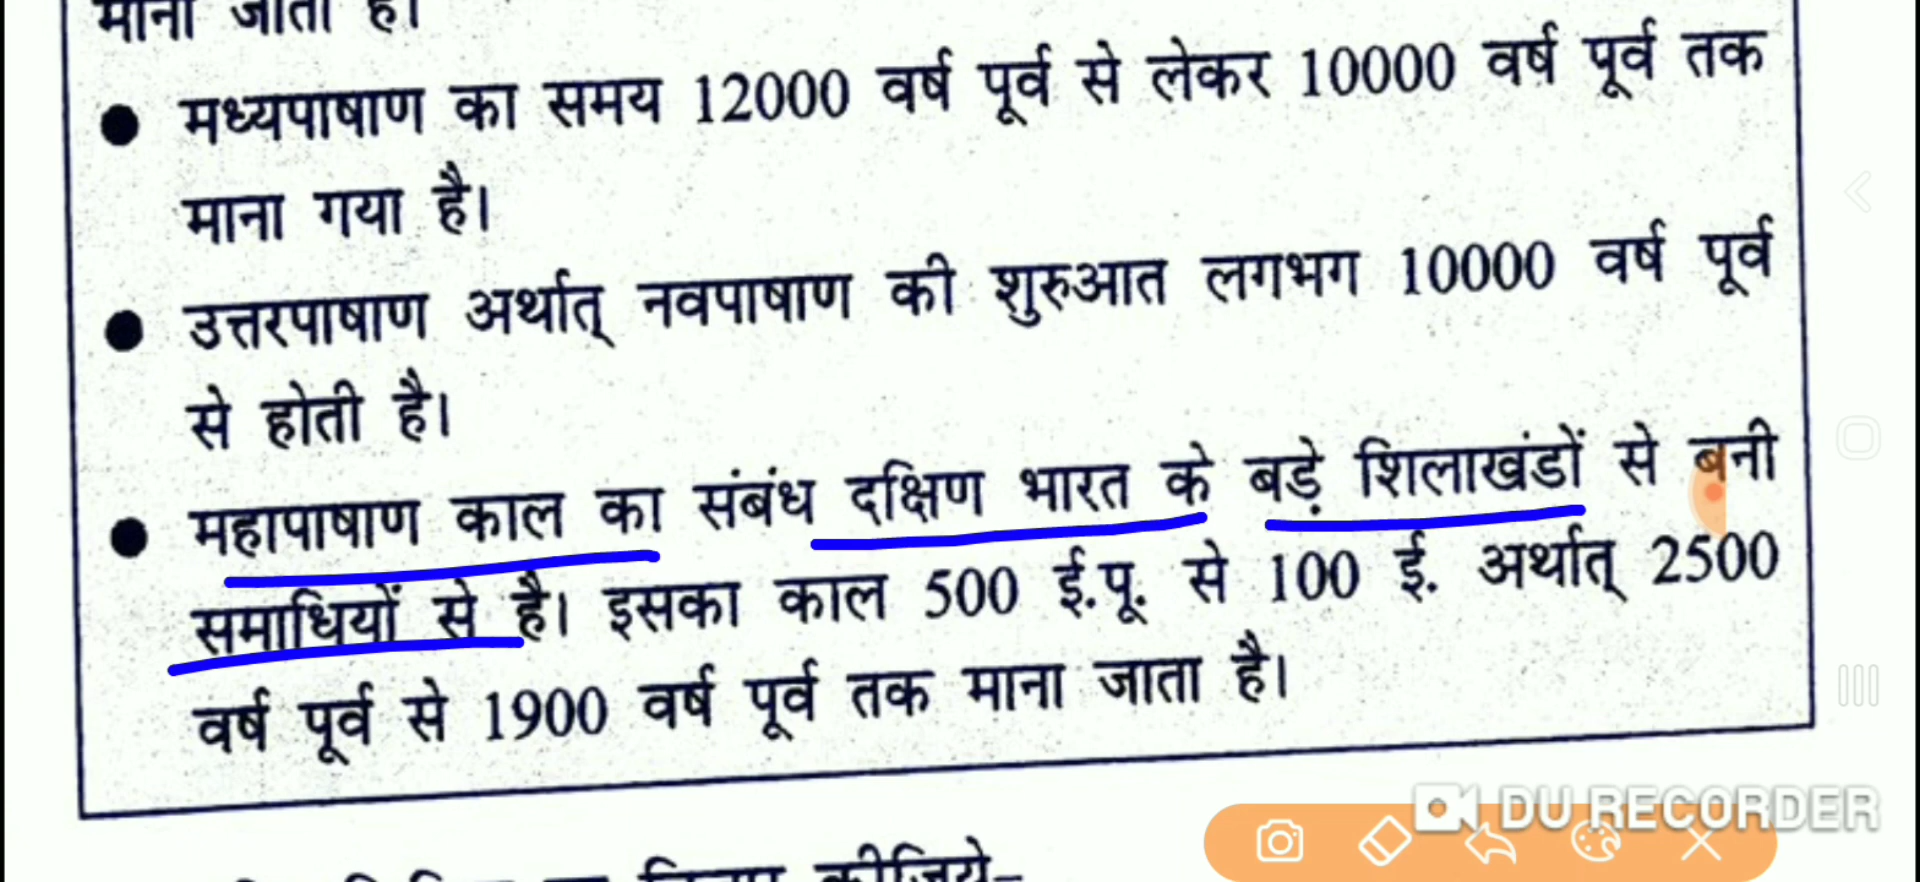 माना जाता है।
● मध्यपाषाण का समय 12000 वर्ष पूर्व से लेकर 10000 वर्ष पूर्व तक
माना गया है।
● उत्तरपाषाण अर्थात् नवपाषाण की शुरुआत लगभग 10000 वर्ष पूर्व
से होती है।
● महापाषाण काल का संबंध दक्षिण भारत के बड़े शिलाखंडों से बनी
समाधियों से है। इसका काल 500 ई.पू. से 100 ई. अर्थात् 2500
वर्ष पूर्व से 1900 वर्ष पूर्व तक माना जाता है।
DU RECORDER
कीजिये–